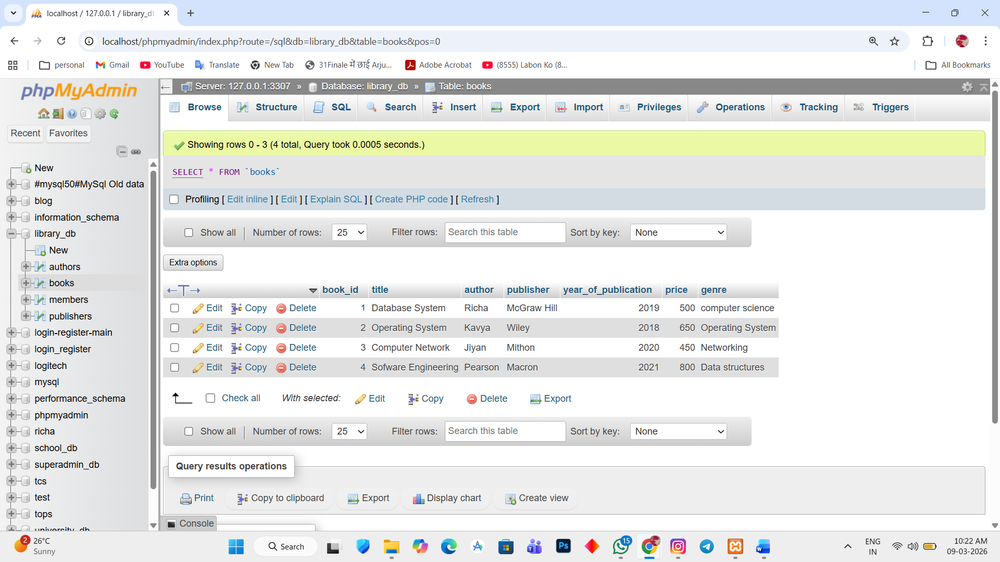 localhost / 127.0.0.1 / library_db
localhost/phpmyadmin/index.php?route=/sql&db=library_db&table=books&pos=0
personal Gmail YouTube Translate New Tab 31Finale में छाई Arju... Adobe Acrobat (8555) Labon Ko (8... All Bookmarks
phpMyAdmin
Recent Favorites
New
#mysql50#MySql Old data
blog
information_schema
library_db
New
authors
books
members
publishers
login-register-main
login_register
logitech
mysql
performance_schema
phpmyadmin
richa
school_db
superadmin_db
tcs
test
tops
university_db
Server: 127.0.0.1:3307 » Database: library_db » Table: books
Browse Structure SQL Search Insert Export Import Privileges Operations Tracking Triggers
Showing rows 0 - 3 (4 total, Query took 0.0005 seconds.)
SELECT * FROM `books`
Profiling [ Edit inline ] [ Edit ] [ Explain SQL ] [ Create PHP code ] [ Refresh ]
Show all | Number of rows: 25 Filter rows: Search this table Sort by key: None
Extra options
←T→ book_id title author publisher year_of_publication price genre
Edit Copy Delete 1 Database System Richa McGraw Hill 2019 500 computer science
Edit Copy Delete 2 Operating System Kavya Wiley 2018 650 Operating System
Edit Copy Delete 3 Computer Network Jiyan Mithon 2020 450 Networking
Edit Copy Delete 4 Sofware Engineering Pearson Macron 2021 800 Data structures
Check all With selected: Edit Copy Delete Export
Show all | Number of rows: 25 Filter rows: Search this table Sort by key: None
Query results operations
Print Copy to clipboard Export Display chart Create view
Console
2 26°C
Sunny
Search
Ps
15
ENG
IN
10:22 AM
09-03-2026